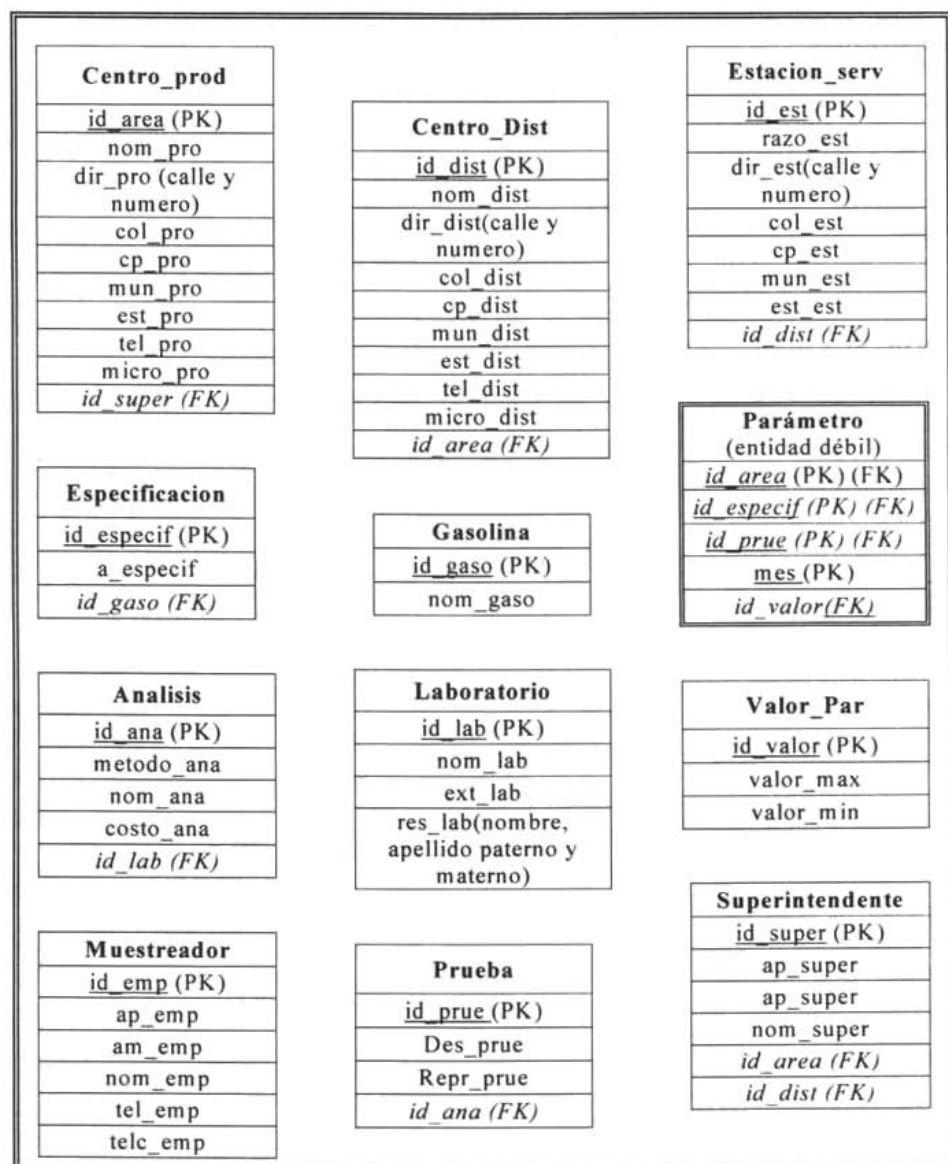 Centro_prod
id_area (PK)
nom_pro
dir_pro (calle y
numero)
col_pro
cp_pro
mun_pro
est_pro
tel_pro
micro_pro
id_super (FK)
Centro_Dist
id_dist (PK)
nom_dist
dir_dist(calle y
numero)
col_dist
cp_dist
mun_dist
est_dist
tel_dist
micro_dist
id_area (FK)
Estacion_serv
id_est (PK)
razo_est
dir_est(calle y
numero)
col_est
cp_est
mun_est
est_est
id_dist (FK)
Especificacion
id_especif (PK)
a_especif
id_gaso (FK)
Gasolina
id_gaso (PK)
nom_gaso
Parámetro
(entidad débil)
id_area (PK) (FK)
id_especif (PK) (FK)
id_prue (PK) (FK)
mes (PK)
id_valor(FK)
Analisis
id_ana (PK)
metodo_ana
nom_ana
costo_ana
id_lab (FK)
Laboratorio
id_lab (PK)
nom_lab
ext_lab
res_lab(nombre,
apellido paterno y
materno)
Valor_Par
id_valor (PK)
valor_max
valor_min
Muestreador
id_emp (PK)
ap_emp
am_emp
nom_emp
tel_emp
telc_emp
Prueba
id_prue (PK)
Des_prue
Repr_prue
id_ana (FK)
Superintendente
id_super (PK)
ap_super
ap_super
nom_super
id_area (FK)
id_dist (FK)